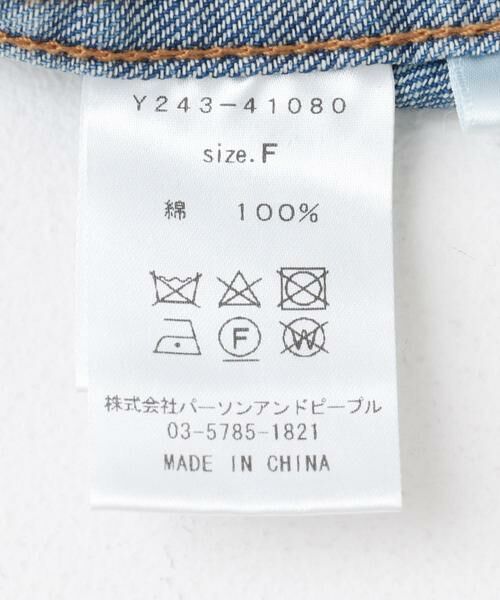 Y243-41080
size.F
綿 100%
F
W
株式会社パーソンアンドピープル
03-5785-1821
MADE IN CHINA